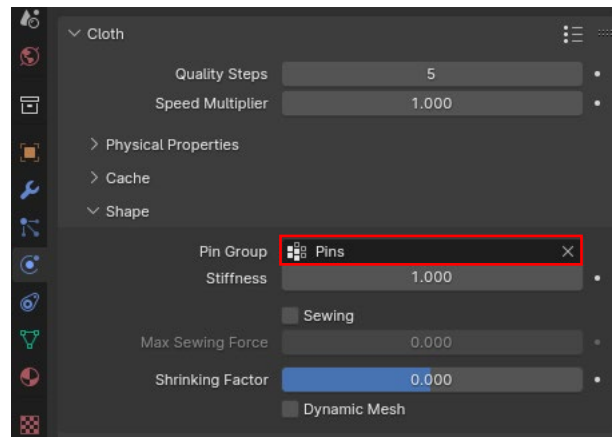 Cloth
Quality Steps 5
Speed Multiplier 1.000
Physical Properties
Cache
Shape
Pin Group Pins
Stiffness 1.000
Sewing
Max Sewing Force 0.000
Shrinking Factor 0.000
Dynamic Mesh